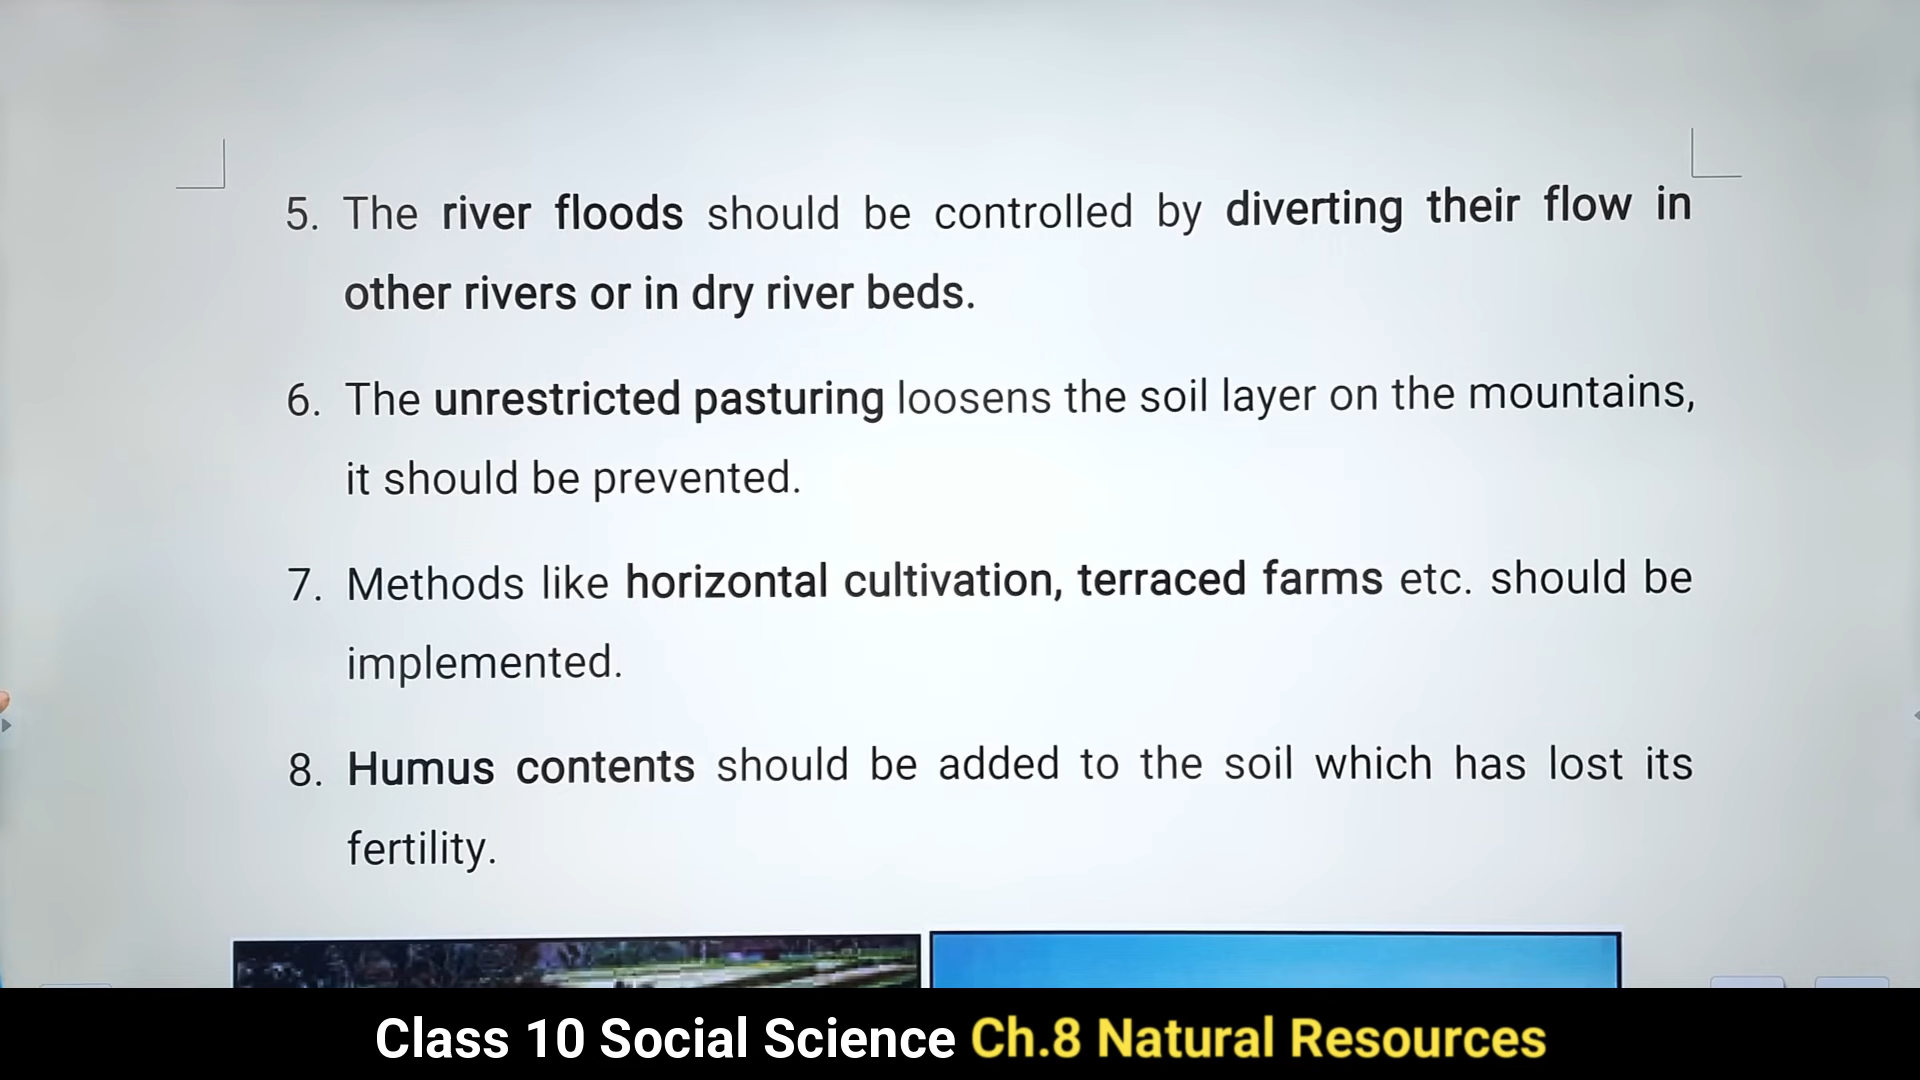 5. The river floods should be controlled by diverting their flow in
other rivers or in dry river beds.
6. The unrestricted pasturing loosens the soil layer on the mountains,
it should be prevented.
7. Methods like horizontal cultivation, terraced farms etc. should be
implemented.
8. Humus contents should be added to the soil which has lost its
fertility.
Class 10 Social Science Ch.8 Natural Resources